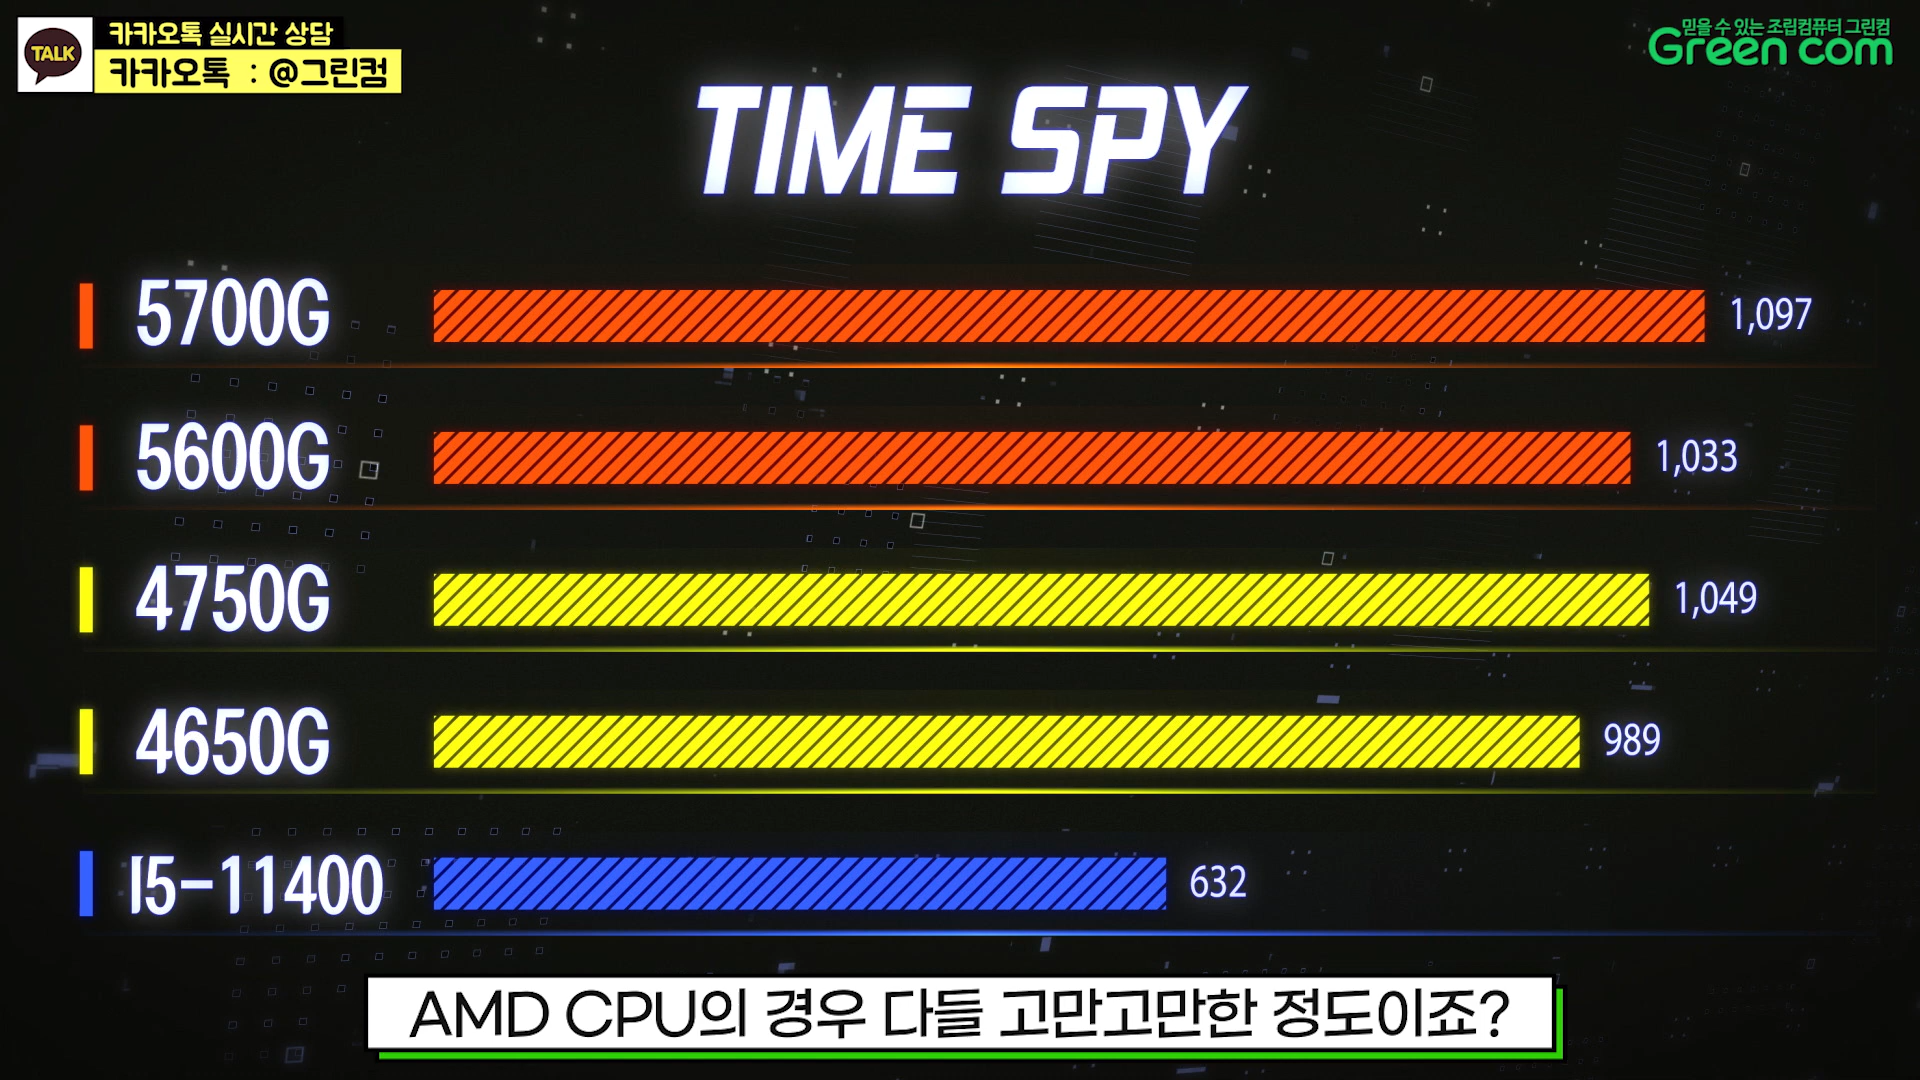 TALK
카카오톡 실시간 상담
카카오톡 : @그린컴
믿을 수 있는 조립컴퓨터 그린컴
Green com
TIME SPY
5700G 1,097
5600G 1,033
4750G 1,049
4650G 989
I5-11400 632
AMD CPU의 경우 다들 고만고만한 정도이죠?